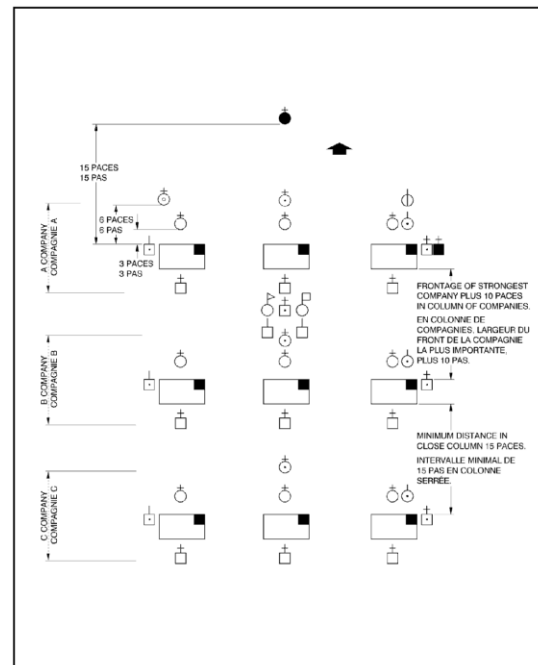 15 PACES
15 PAS
6 PACES
6 PAS
3 PACES
3 PAS
A COMPANY
COMPAGNIE A
FRONTAGE OF STRONGEST
COMPANY PLUS 10 PACES
IN COLUMN OF COMPANIES.
EN COLONNE DE
COMPAGNIES, LARGEUR DU
FRONT DE LA COMPAGNIE
LA PLUS IMPORTANTE,
PLUS 10 PAS.
B COMPANY
COMPAGNIE B
MINIMUM DISTANCE IN
CLOSE COLUMN 15 PACES.
INTERVALLE MINIMAL DE
15 PAS EN COLONNE
SERRÉE.
C COMPANY
COMPAGNIE C